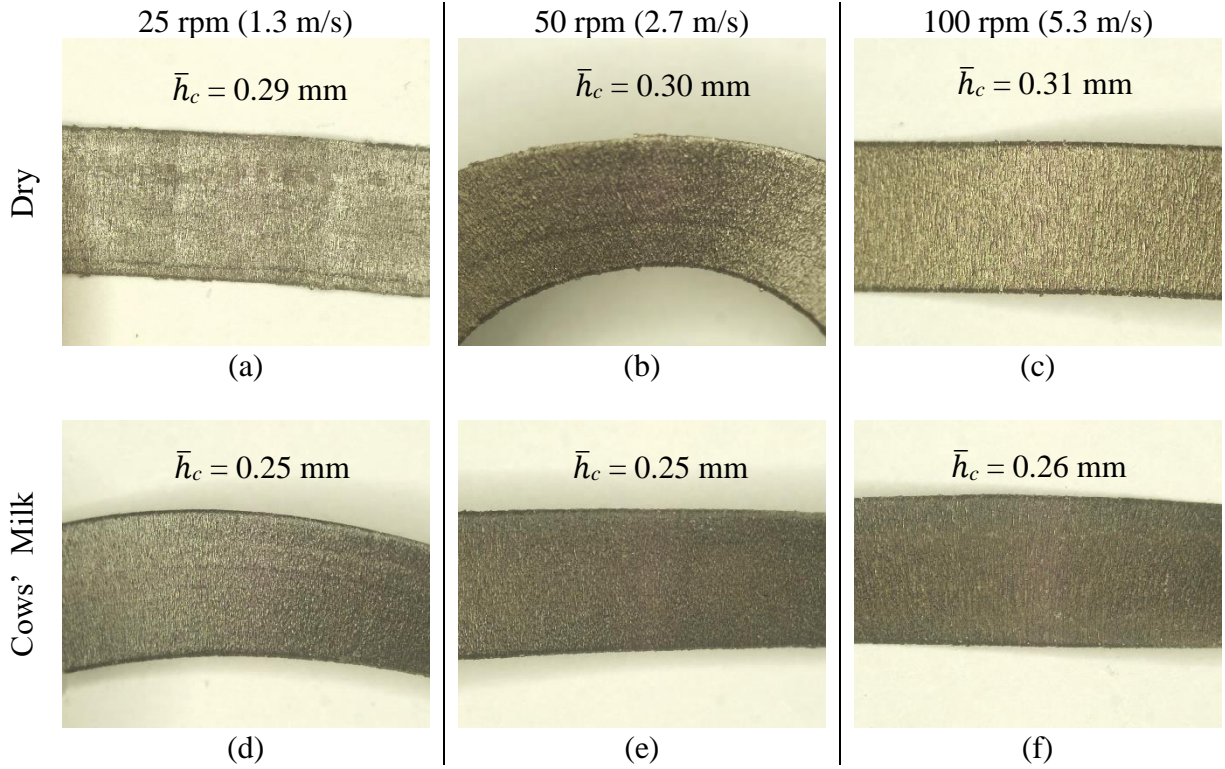 25 rpm (1.3 m/s) 50 rpm (2.7 m/s) 100 rpm (5.3 m/s)
Dry
h̄c = 0.29 mm h̄c = 0.30 mm h̄c = 0.31 mm
(a) (b) (c)
Cows’ Milk
h̄c = 0.25 mm h̄c = 0.25 mm h̄c = 0.26 mm
(d) (e) (f)